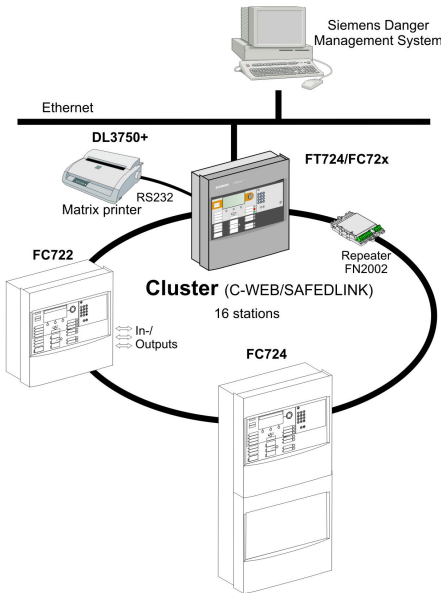 Siemens Danger
Management System
Ethernet
DL3750+
FT724/FC72x
RS232
Matrix printer
Repeater
FN2002
FC722
Cluster (C-WEB/SAFEDLINK)
16 stations
In-/
Outputs
FC724